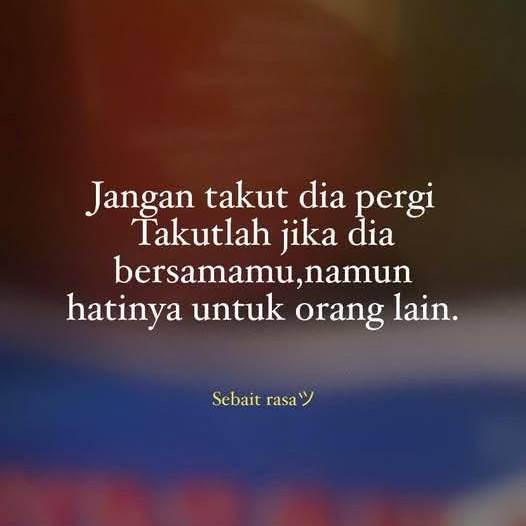 Jangan takut dia pergi
Takutlah jika dia
bersamamu,namun
hatinya untuk orang lain.
Sebait rasaツ